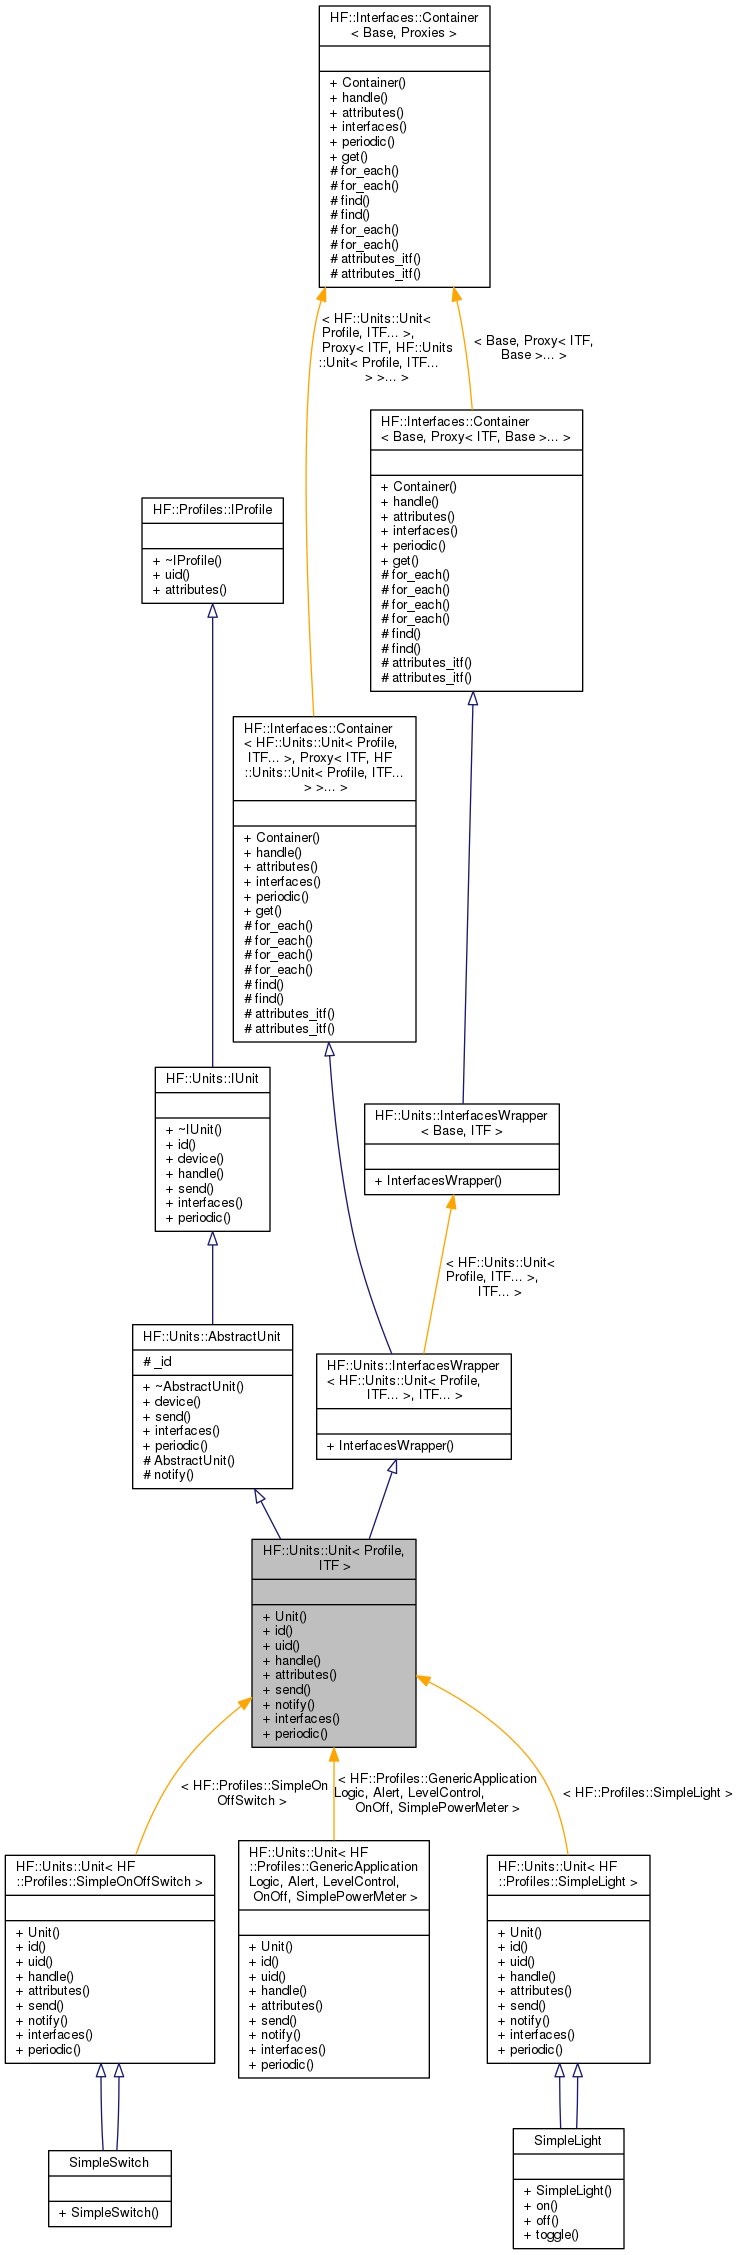 HF::Interfaces::Container
< Base, Proxies >
+ Container()
+ handle()
+ attributes()
+ interfaces()
+ periodic()
+ get()
# for_each()
# for_each()
# find()
# find()
# for_each()
# for_each()
# attributes_itf()
# attributes_itf()
< HF::Units::Unit<
Profile, ITF... >,
Proxy< ITF, HF::Units
::Unit< Profile, ITF...
> >... >
< Base, Proxy< ITF,
Base >... >
HF::Interfaces::Container
< Base, Proxy< ITF, Base >... >
+ Container()
+ handle()
+ attributes()
+ interfaces()
+ periodic()
+ get()
# for_each()
# for_each()
# for_each()
# for_each()
# find()
# find()
# attributes_itf()
# attributes_itf()
HF::Profiles::IProfile
+ ~IProfile()
+ uid()
+ attributes()
HF::Interfaces::Container
< HF::Units::Unit< Profile,
ITF... >, Proxy< ITF, HF
::Units::Unit< Profile, ITF...
> >... >
+ Container()
+ handle()
+ attributes()
+ interfaces()
+ periodic()
+ get()
# for_each()
# for_each()
# for_each()
# for_each()
# find()
# find()
# attributes_itf()
# attributes_itf()
HF::Units::IUnit
+ ~IUnit()
+ id()
+ device()
+ handle()
+ send()
+ interfaces()
+ periodic()
HF::Units::InterfacesWrapper
< Base, ITF >
+ InterfacesWrapper()
< HF::Units::Unit<
Profile, ITF... >,
ITF... >
HF::Units::AbstractUnit
# _id
+ ~AbstractUnit()
+ device()
+ send()
+ interfaces()
+ periodic()
# AbstractUnit()
# notify()
HF::Units::InterfacesWrapper
< HF::Units::Unit< Profile,
ITF... >, ITF... >
+ InterfacesWrapper()
HF::Units::Unit< Profile,
ITF >
+ Unit()
+ id()
+ uid()
+ handle()
+ attributes()
+ send()
+ notify()
+ interfaces()
+ periodic()
< HF::Profiles::SimpleOn
OffSwitch >
< HF::Profiles::GenericApplication
Logic, Alert, LevelControl,
OnOff, SimplePowerMeter >
< HF::Profiles::SimpleLight >
HF::Units::Unit< HF
::Profiles::SimpleOnOffSwitch >
+ Unit()
+ id()
+ uid()
+ handle()
+ attributes()
+ send()
+ notify()
+ interfaces()
+ periodic()
HF::Units::Unit< HF
::Profiles::GenericApplication
Logic, Alert, LevelControl,
OnOff, SimplePowerMeter >
+ Unit()
+ id()
+ uid()
+ handle()
+ attributes()
+ send()
+ notify()
+ interfaces()
+ periodic()
HF::Units::Unit< HF
::Profiles::SimpleLight >
+ Unit()
+ id()
+ uid()
+ handle()
+ attributes()
+ send()
+ notify()
+ interfaces()
+ periodic()
SimpleSwitch
+ SimpleSwitch()
SimpleLight
+ SimpleLight()
+ on()
+ off()
+ toggle()